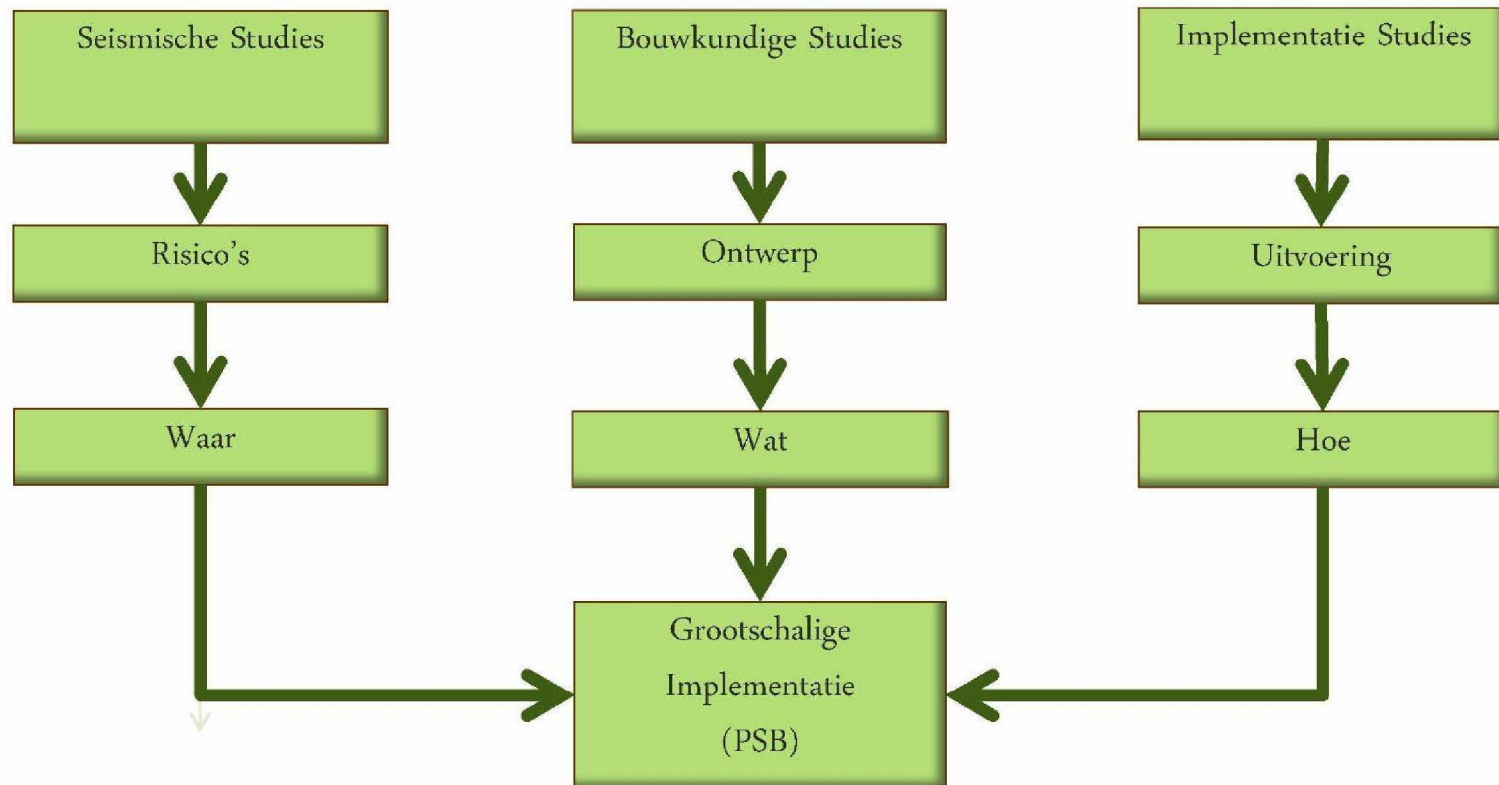 Seismische Studies
Bouwkundige Studies
Implementatie Studies
Risico's
Ontwerp
Uitvoering
Waar
Wat
Hoe
Grootschalige
Implementatie
(PSB)